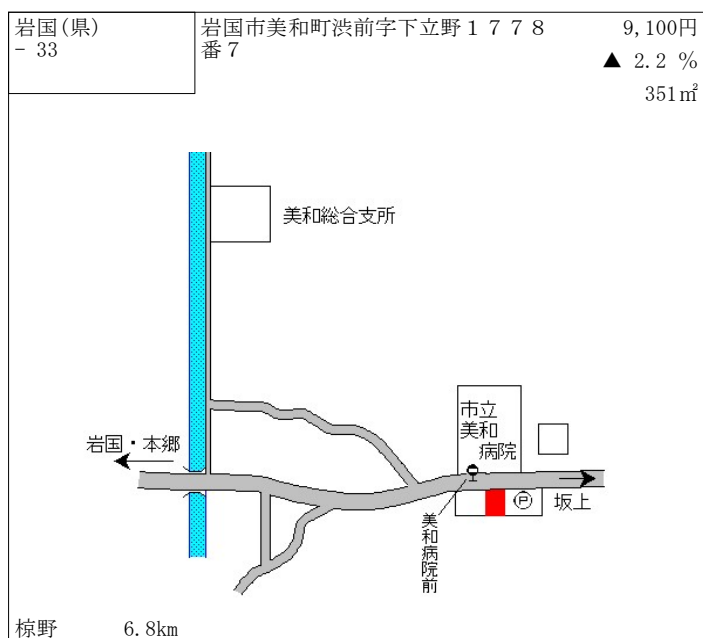 岩国(県)
- 33
岩国市美和町渋前字下立野１７７８
番７
9,100円
▲ 2.2 %
351㎡
美和総合支所
市立
美和
病院
岩国・本郷
Ⓟ
坂上
美和病院前
椋野 6.8km